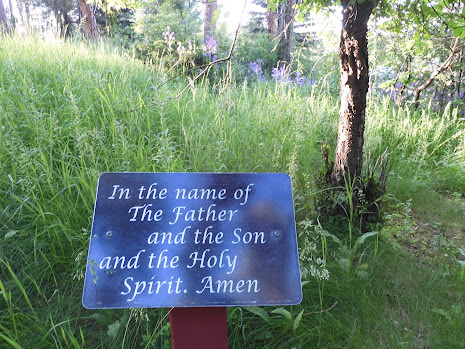 In the name of
The Father
and the Son
and the Holy
Spirit. Amen